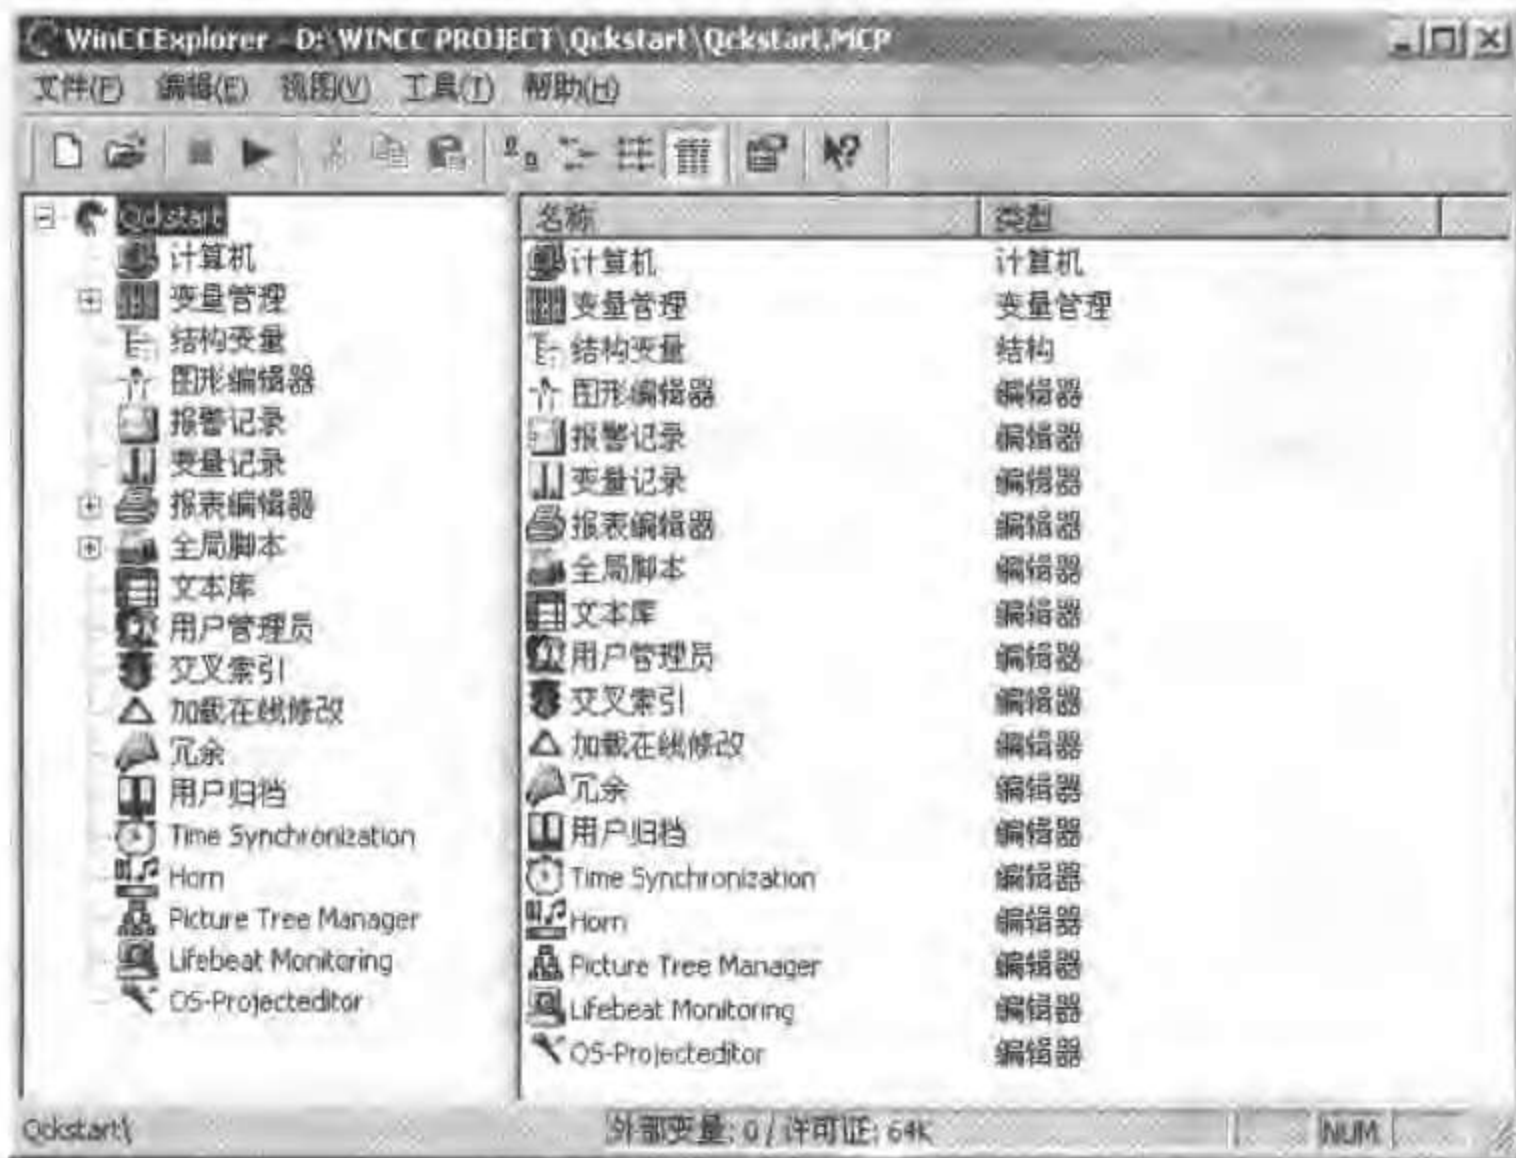 WinCCExplorer - D:\WINCC PROJECT\Qckstart\Qckstart.MCP
文件(F) 编辑(E) 视图(V) 工具(T) 帮助(H)
Qckstart
计算机
变量管理
结构变量
图形编辑器
报警记录
变量记录
报表编辑器
全局脚本
文本库
用户管理员
交叉索引
加载在线修改
冗余
用户归档
Time Synchronization
Horn
Picture Tree Manager
Lifebeat Monitoring
OS-Projecteditor
名称 类型
计算机 计算机
变量管理 变量管理
结构变量 结构
图形编辑器 编辑器
报警记录 编辑器
变量记录 编辑器
报表编辑器 编辑器
全局脚本 编辑器
文本库 编辑器
用户管理员 编辑器
交叉索引 编辑器
加载在线修改 编辑器
冗余 编辑器
用户归档 编辑器
Time Synchronization 编辑器
Horn 编辑器
Picture Tree Manager 编辑器
Lifebeat Monitoring 编辑器
OS-Projecteditor 编辑器
Qckstart\ 外部变量: 0 / 许可证: 64K NUM